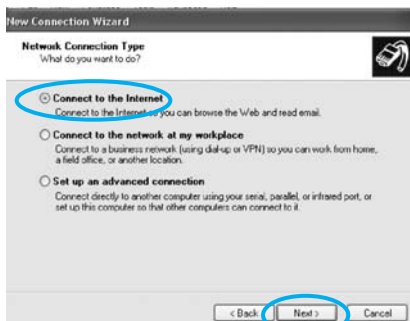 New Connection Wizard
Network Connection Type
What do you want to do?
Connect to the Internet
Connect to the Internet so you can browse the Web and read email.
Connect to the network at my workplace
Connect to a business network (using dial-up or VPN) so you can work from home,
a field office, or another location.
Set up an advanced connection
Connect directly to another computer using your serial, parallel, or infrared port, or
set up this computer so that other computers can connect to it.
< Back
Next >
Cancel